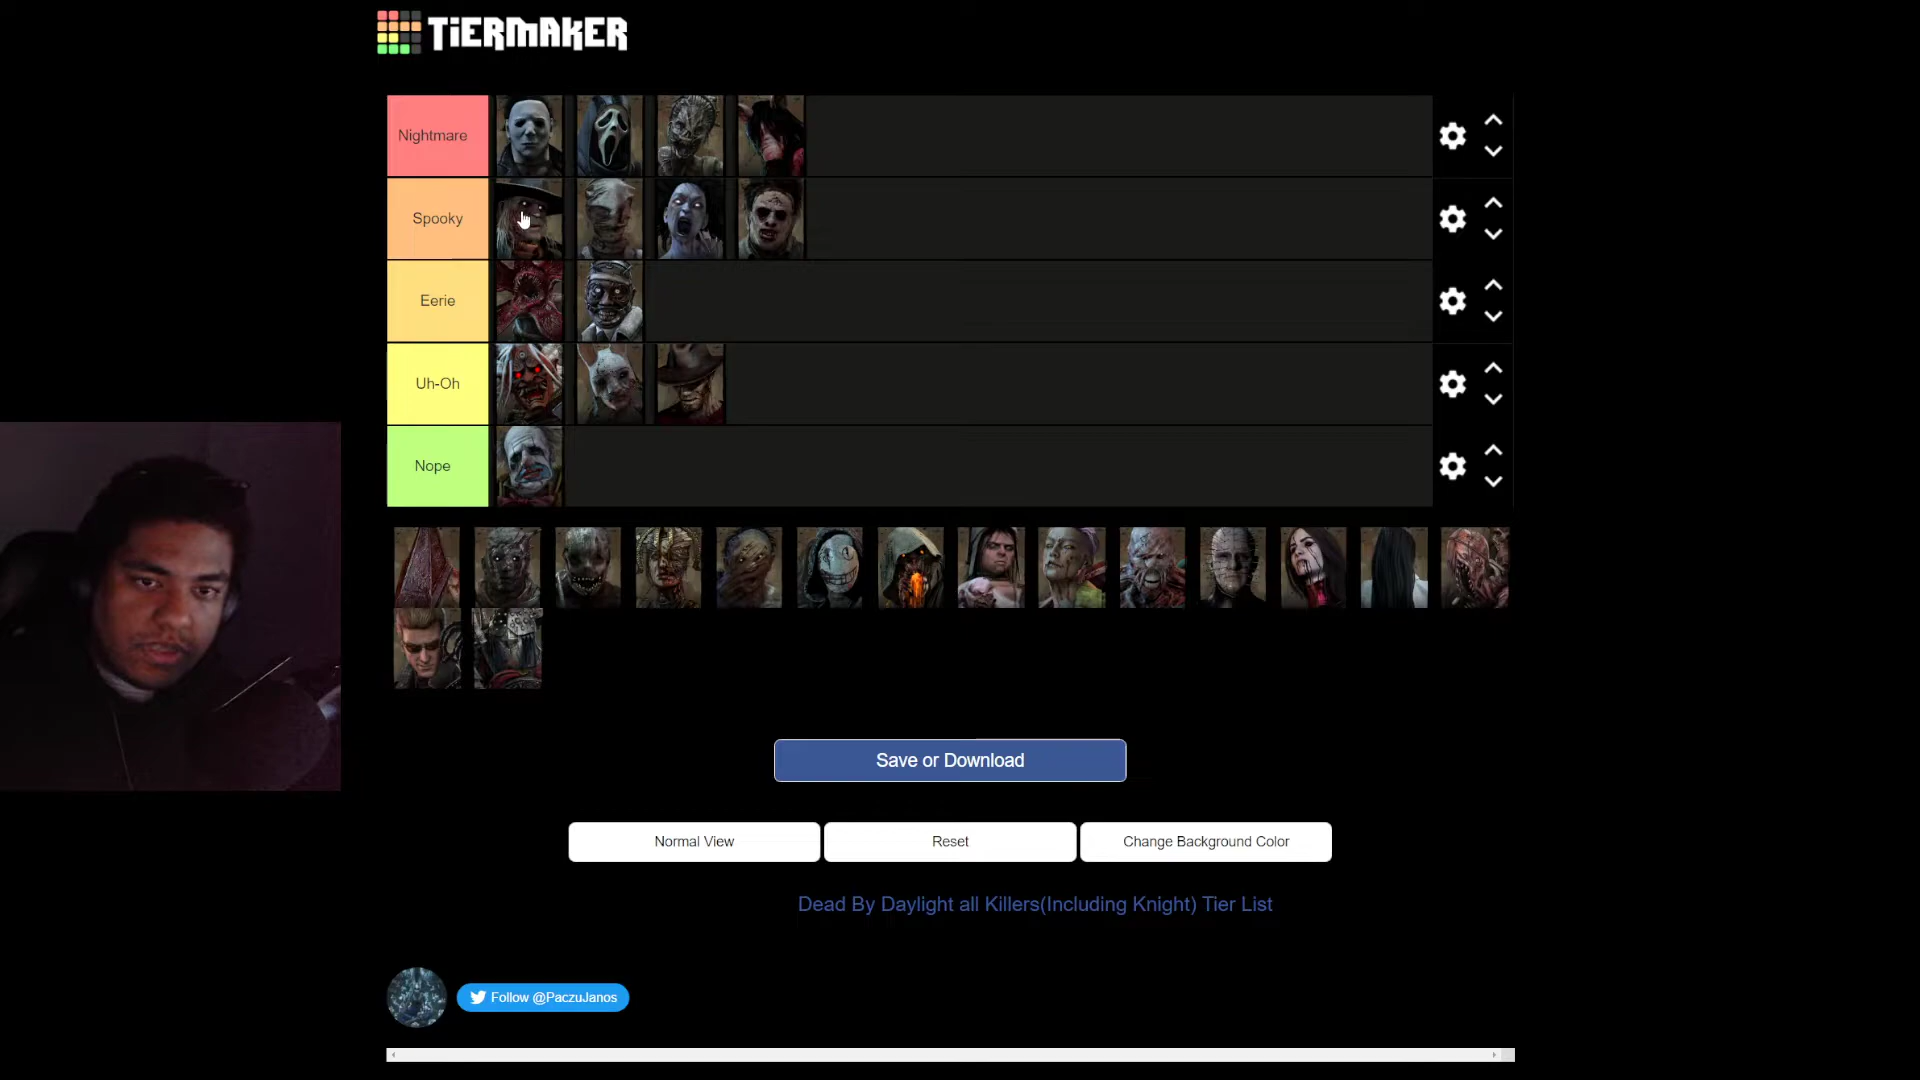 TiERMAKER
Nightmare
Spooky
Eerie
Uh-Oh
Nope
Save or Download
Normal View
Reset
Change Background Color
Dead By Daylight all Killers(Including Knight) Tier List
Follow @PaczuJanos